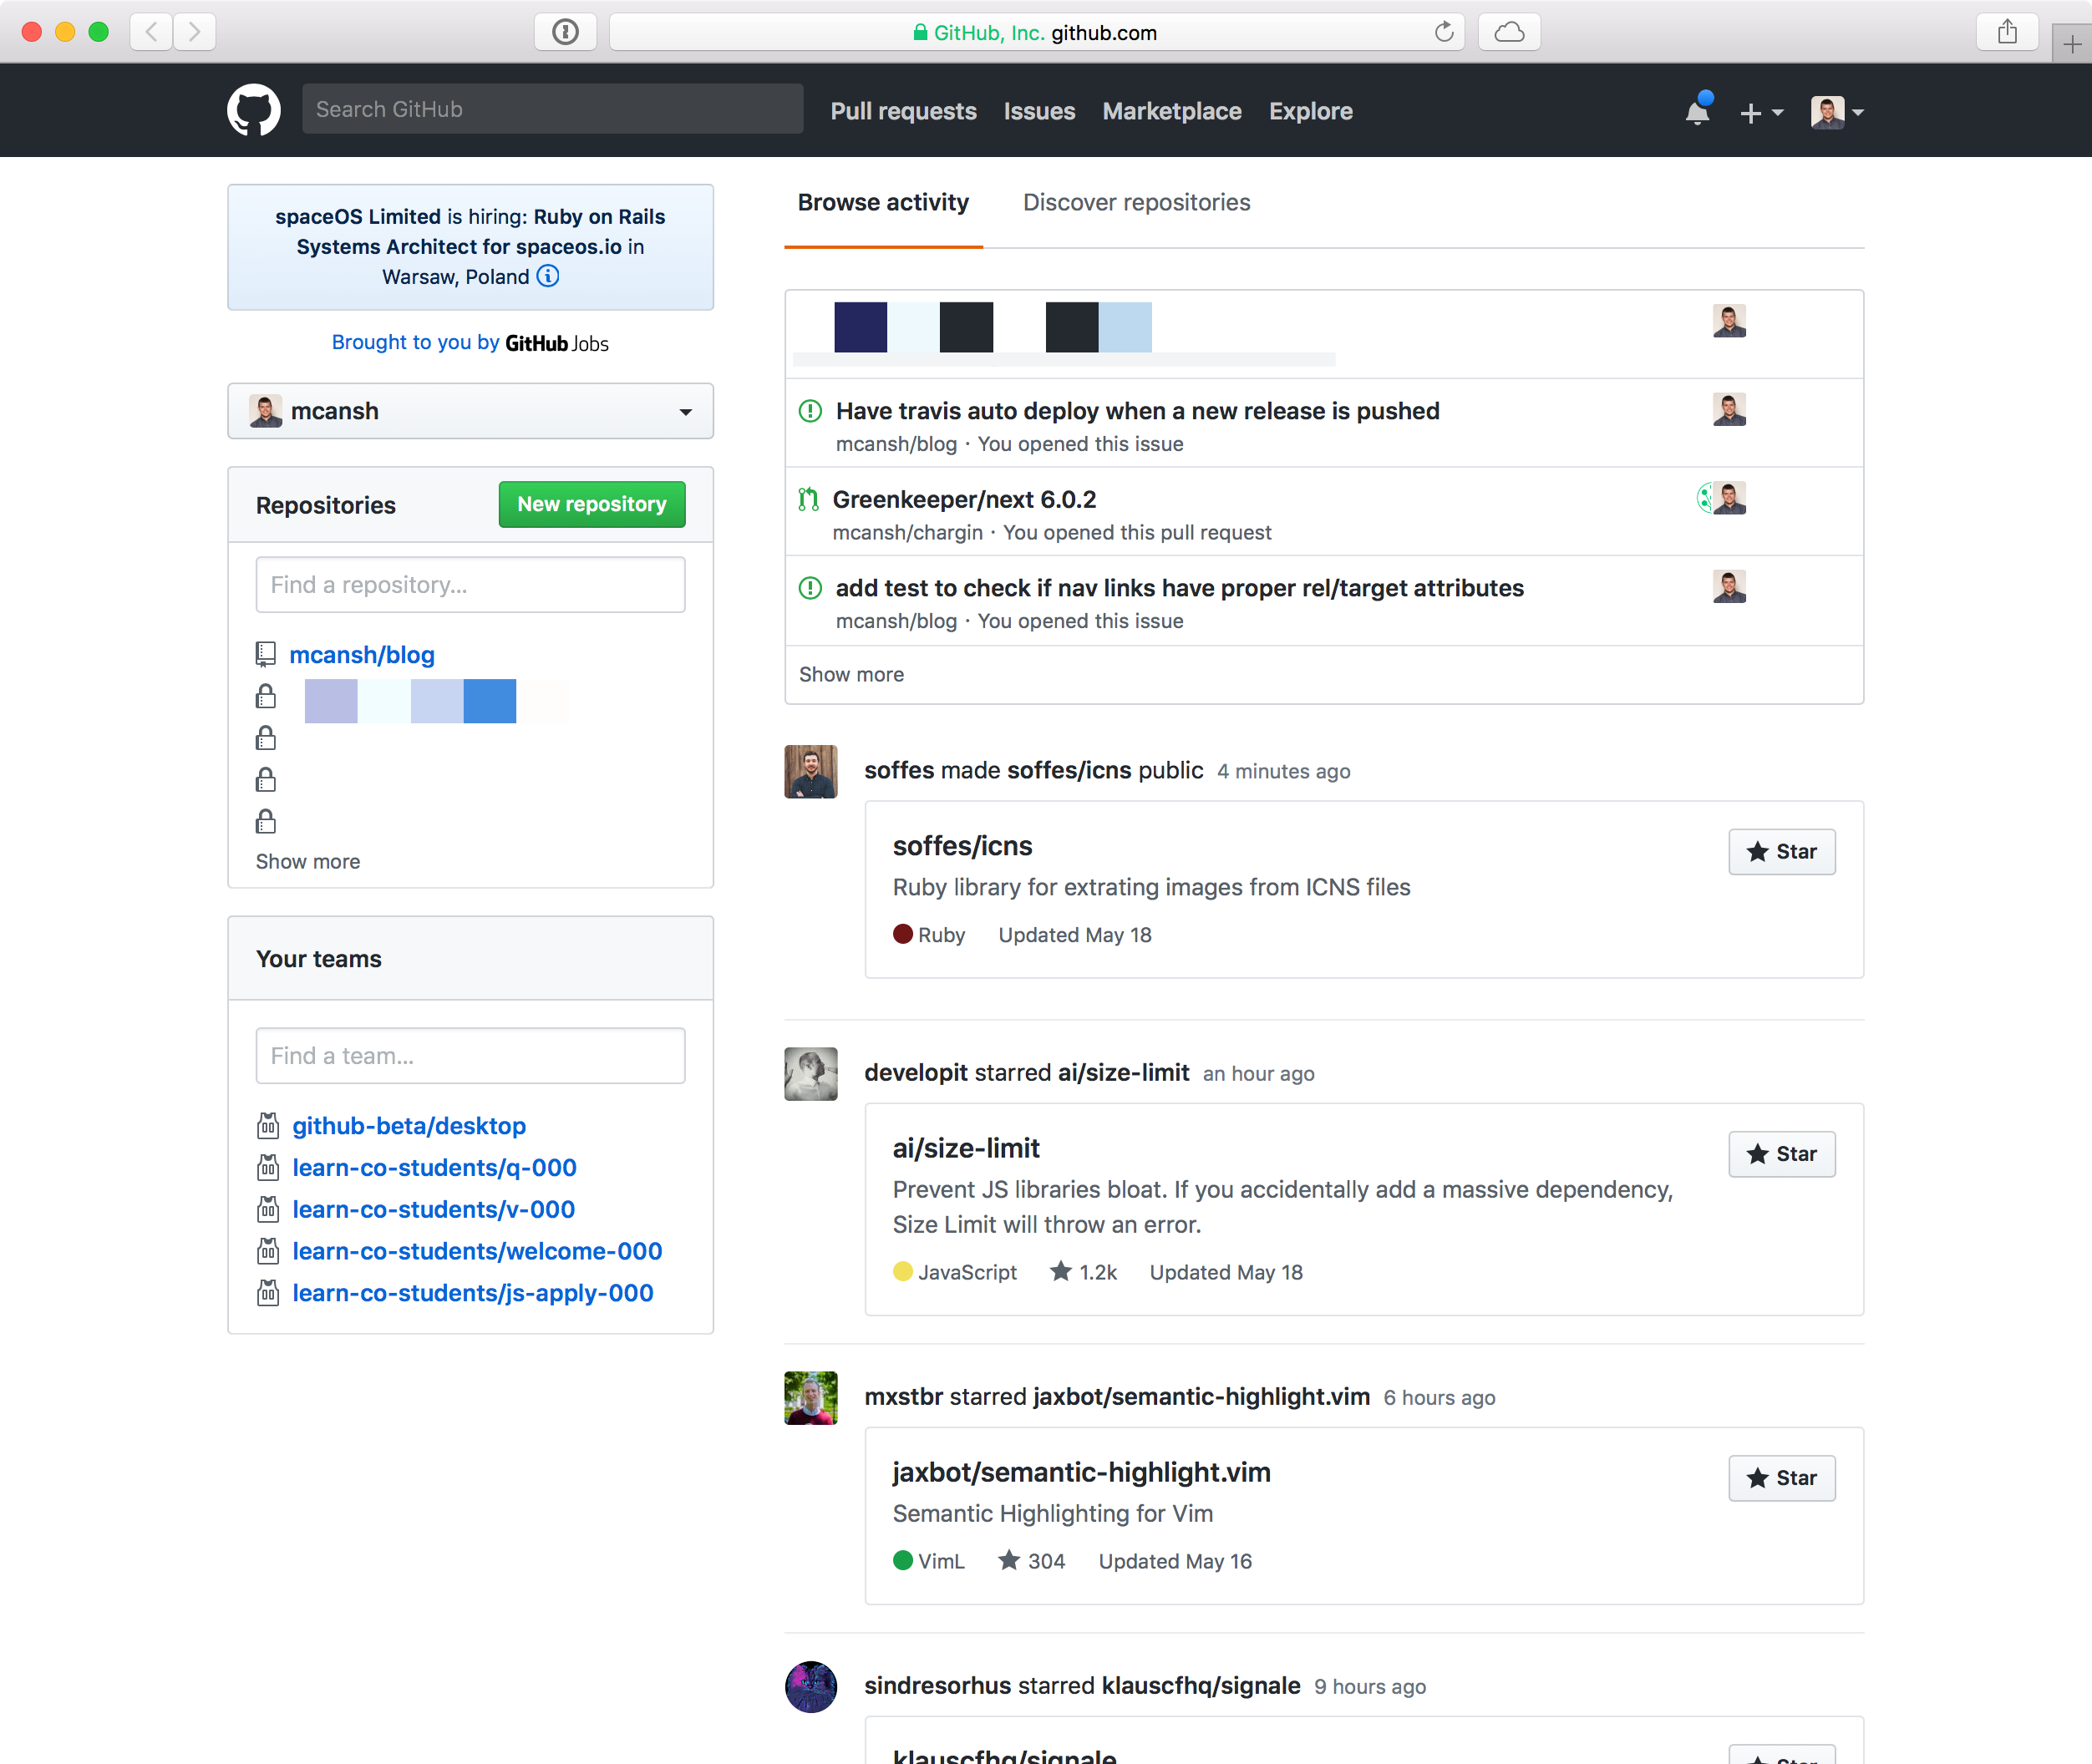 GitHub, Inc. github.com
Search GitHub
Pull requests Issues Marketplace Explore
spaceOS Limited is hiring: Ruby on Rails
Systems Architect for spaceos.io in
Warsaw, Poland
Brought to you by GitHub Jobs
mcansh
Repositories
New repository
Find a repository...
mcansh/blog
Show more
Your teams
Find a team...
github-beta/desktop
learn-co-students/q-000
learn-co-students/v-000
learn-co-students/welcome-000
learn-co-students/js-apply-000
Browse activity Discover repositories
Have travis auto deploy when a new release is pushed
mcansh/blog · You opened this issue
Greenkeeper/next 6.0.2
mcansh/chargin · You opened this pull request
add test to check if nav links have proper rel/target attributes
mcansh/blog · You opened this issue
Show more
soffes made soffes/icns public 4 minutes ago
soffes/icns
Star
Ruby library for extrating images from ICNS files
Ruby Updated May 18
developit starred ai/size-limit an hour ago
ai/size-limit
Star
Prevent JS libraries bloat. If you accidentally add a massive dependency,
Size Limit will throw an error.
JavaScript 1.2k Updated May 18
mxstbr starred jaxbot/semantic-highlight.vim 6 hours ago
jaxbot/semantic-highlight.vim
Star
Semantic Highlighting for Vim
VimL 304 Updated May 16
sindresorhus starred klauscfhq/signale 9 hours ago
klauscfhq/signale
Star